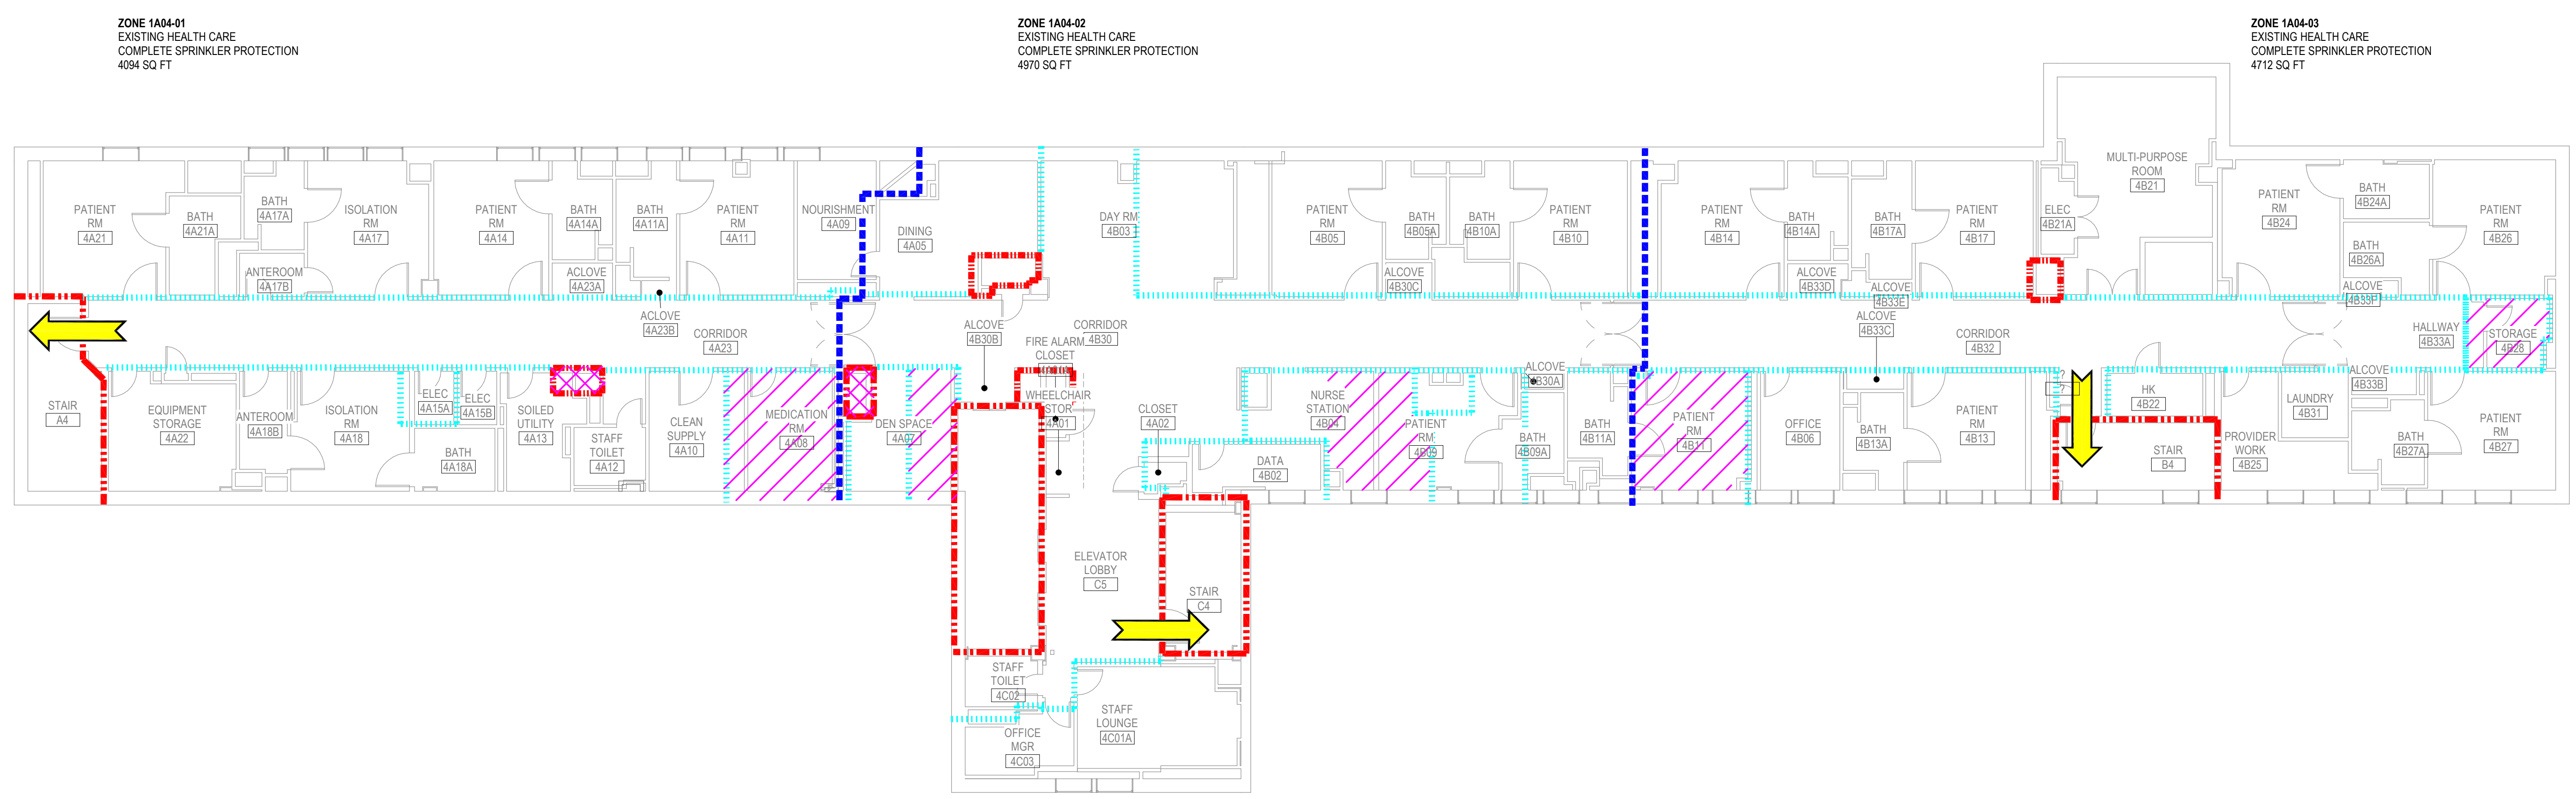 ZONE 1A04-01
EXISTING HEALTH CARE
COMPLETE SPRINKLER PROTECTION
4094 SQ FT
ZONE 1A04-02
EXISTING HEALTH CARE
COMPLETE SPRINKLER PROTECTION
4970 SQ FT
ZONE 1A04-03
EXISTING HEALTH CARE
COMPLETE SPRINKLER PROTECTION
4712 SQ FT
PATIENT
RM
4A21
BATH
4A21A
BATH
4A17A
ISOLATION
RM
4A17
ANTEROOM
4A17B
PATIENT
RM
4A14
BATH
4A14A
ACLOVE
4A23A
BATH
4A11A
PATIENT
RM
4A11
NOURISHMENT
4A09
DINING
4A05
DAY RM
4B03
PATIENT
RM
4B05
BATH
4B05A
BATH
4B10A
PATIENT
RM
4B10
ALCOVE
4B30C
PATIENT
RM
4B14
BATH
4B14A
ALCOVE
4B33D
BATH
4B17A
ALCOVE
4B33E
PATIENT
RM
4B17
ELEC
4B21A
MULTI-PURPOSE
ROOM
4B21
PATIENT
RM
4B24
BATH
4B24A
BATH
4B26A
ALCOVE
4B33F
PATIENT
RM
4B26
ACLOVE
4A23B
CORRIDOR
4A23
ALCOVE
4B30B
CORRIDOR
4B30
FIRE ALARM
CLOSET
ALCOVE
4B33C
CORRIDOR
4B32
HALLWAY
4B33A
STORAGE
4B28
STAIR
A4
EQUIPMENT
STORAGE
4A22
ANTEROOM
4A18B
ISOLATION
RM
4A18
ELEC
4A15A
ELEC
4A15B
BATH
4A18A
SOILED
UTILITY
4A13
STAFF
TOILET
4A12
CLEAN
SUPPLY
4A10
MEDICATION
RM
4A08
DEN SPACE
4A07
WHEELCHAIR
STOR
4A01
CLOSET
4A02
DATA
4B02
NURSE
STATION
4B04
PATIENT
RM
4B09
ALCOVE
4B30A
BATH
4B09A
BATH
4B11A
PATIENT
RM
4B11
OFFICE
4B06
BATH
4B13A
PATIENT
RM
4B13
?
?
HK
4B22
STAIR
B4
PROVIDER
WORK
4B25
LAUNDRY
4B31
ALCOVE
4B33B
BATH
4B27A
PATIENT
RM
4B27
ELEVATOR
LOBBY
C5
STAIR
C4
STAFF
TOILET
4C02
STAFF
LOUNGE
4C01A
OFFICE
MGR
4C03